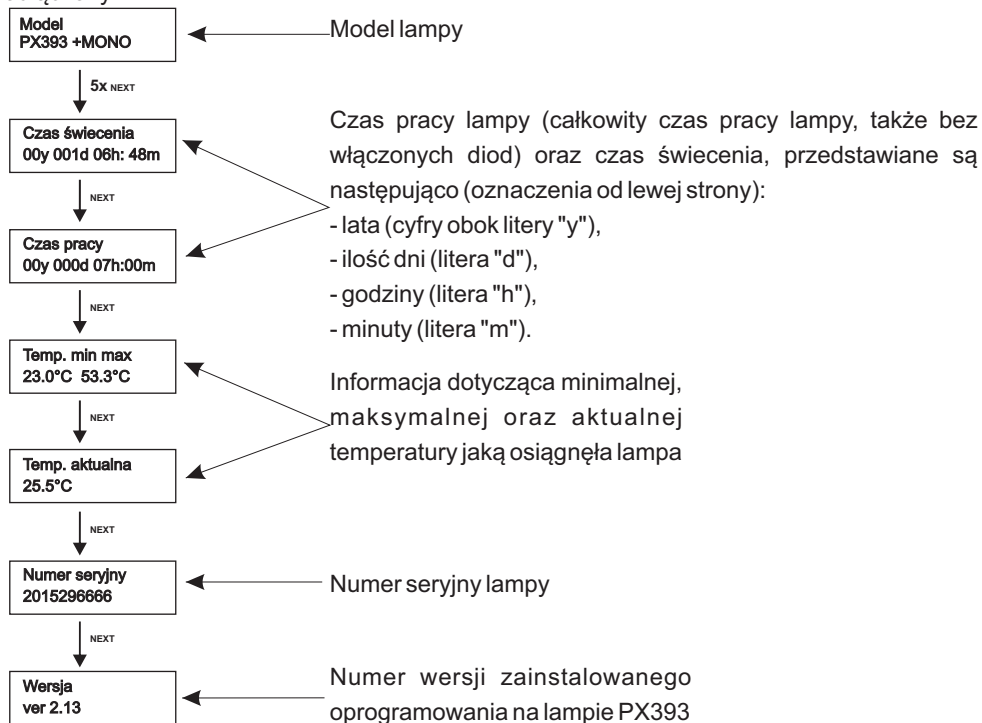 Model
PX393 +MONO
Model lampy
5x NEXT
Czas świecenia
00y 001d 06h: 48m
NEXT
Czas pracy
00y 000d 07h:00m
Czas pracy lampy (całkowity czas pracy lampy, także bez
włączonych diod) oraz czas świecenia, przedstawiane są
następująco (oznaczenia od lewej strony):
- lata (cyfry obok litery "y"),
- ilość dni (litera "d"),
- godziny (litera "h"),
- minuty (litera "m").
NEXT
Temp. min max
23.0°C 53.3°C
NEXT
Temp. aktualna
25.5°C
Informacja dotycząca minimalnej,
maksymalnej oraz aktualnej
temperatury jaką osiągnęła lampa
NEXT
Numer seryjny
2015296666
Numer seryjny lampy
NEXT
Wersja
ver 2.13
Numer wersji zainstalowanego
oprogramowania na lampie PX393